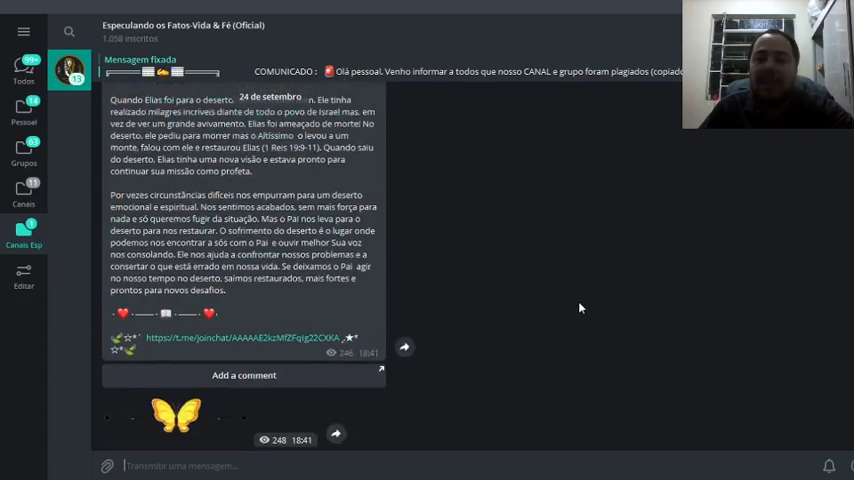 Especulando os Fatos-Vida & Fé (Oficial)
1.058 inscritos
Mensagem fixada
COMUNICADO : 🚨 Olá pessoal. Venho informar a todos que nosso CANAL e grupo foram plagiados (copiado
99+
Todos
14
Pessoal
63
Grupos
11
Canais
1
Canais Esp
Editar
13
24 de setembro
Quando Elias foi para o deserto. n. Ele tinha
realizado milagres incríveis diante de todo o povo de Israel mas, em
vez de ver um grande avivamento, Elias foi ameaçado de morte! No
deserto, ele pediu para morrer mas o Altíssimo o levou a um
monte, falou com ele e restaurou Elias (1 Reis 19:9-11). Quando saiu
do deserto, Elias tinha uma nova visão e estava pronto para
continuar sua missão como profeta.
Por vezes circunstâncias difíceis nos empurram para um deserto
emocional e espiritual. Nos sentimos acabados, sem mais força para
nada e só queremos fugir da situação. Mas o Pai nos leva para o
deserto para nos restaurar. O sofrimento do deserto é o lugar onde
podemos nos encontrar a sós com o Pai e ouvir melhor Sua voz
nos consolando. Ele nos ajuda a confrontar nossos problemas e a
consertar o que está errado em nossa vida. Se deixamos o Pai agir
no nosso tempo no deserto, saímos restaurados, mais fortes e
prontos para novos desafios.
https://t.me/joinchat/AAAAAE2kzMfZFqIg22CXKA
246 18:41
Add a comment
248 18:41
Transmitir uma mensagem...